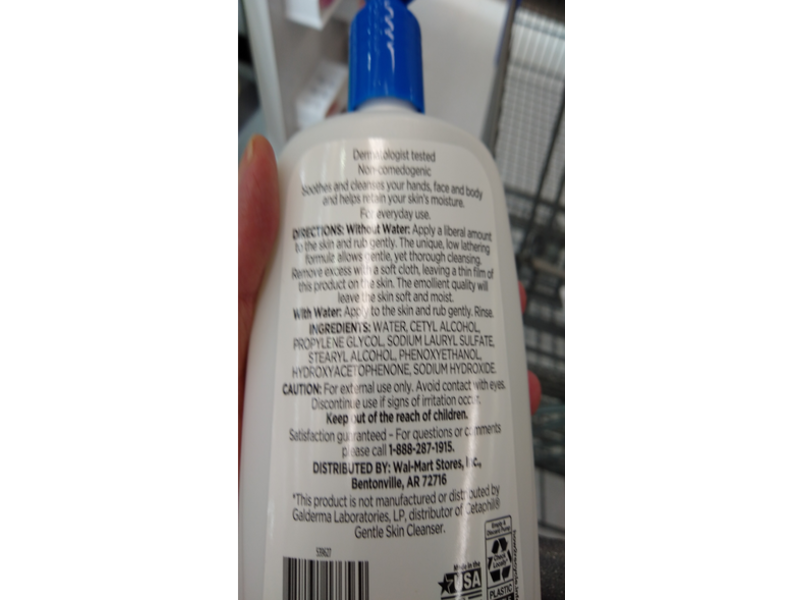 Dermatologist tested
Non-comedogenic
Soothes and cleanses your hands, face and body
and helps retain your skin's moisture.
For everyday use.
DIRECTIONS: Without Water: Apply a liberal amount
to the skin and rub gently. The unique, low lathering
formula allows gentle, yet thorough cleansing.
Remove excess with a soft cloth, leaving a thin film of
this product on the skin. The emollient quality will
leave the skin soft and moist.
With Water: Apply to the skin and rub gently. Rinse.
INGREDIENTS: WATER, CETYL ALCOHOL,
PROPYLENE GLYCOL, SODIUM LAURYL SULFATE,
STEARYL ALCOHOL, PHENOXYETHANOL,
HYDROXYACETOPHENONE, SODIUM HYDROXIDE.
CAUTION: For external use only. Avoid contact with eyes.
Discontinue use if signs of irritation occur.
Keep out of the reach of children.
Satisfaction guaranteed – For questions or comments
please call 1-888-287-1915.
DISTRIBUTED BY: Wal-Mart Stores, Inc.,
Bentonville, AR 72716
*This product is not manufactured or distributed by
Galderma Laboratories, LP, distributor of Cetaphil®
Gentle Skin Cleanser.
Made in the
USA
Check
Locally
PLASTIC